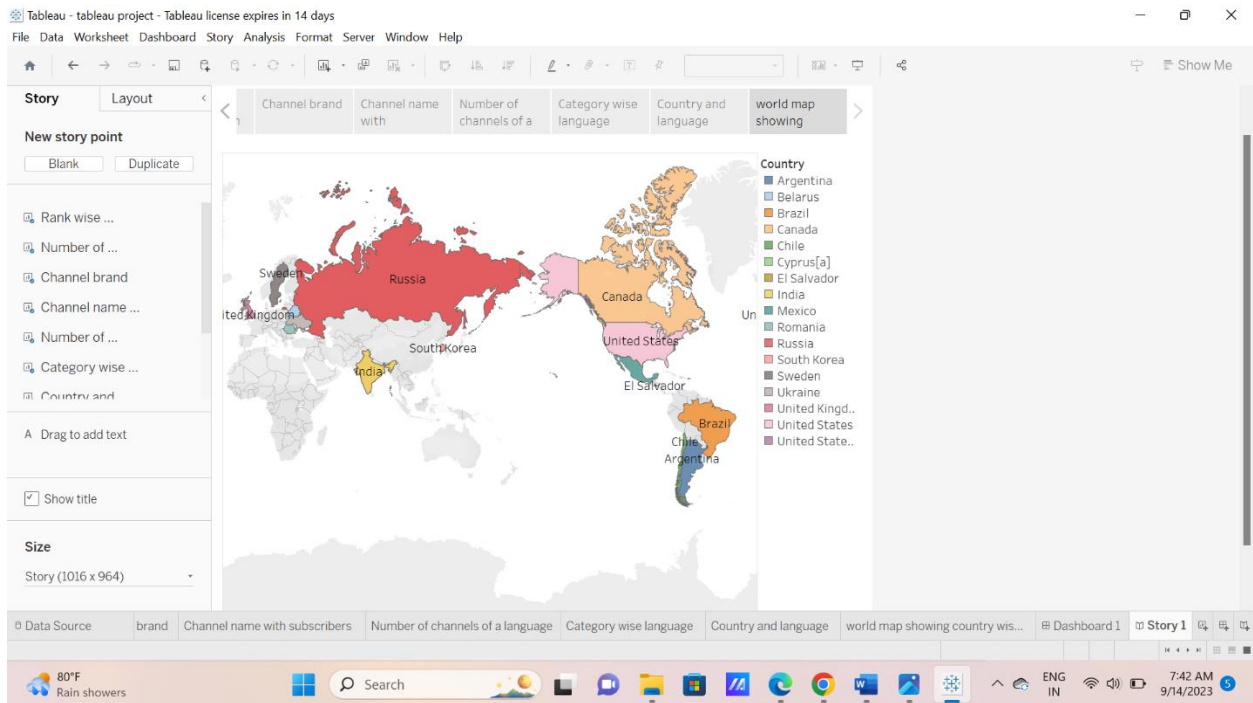 Tableau - tableau project - Tableau license expires in 14 days
File Data Worksheet Dashboard Story Analysis Format Server Window Help
Show Me
Story Layout
New story point
Blank Duplicate
Rank wise ...
Number of ...
Channel brand
Channel name ...
Number of ...
Category wise ...
Country and
A Drag to add text
Show title
Size
Story (1016 x 964)
Channel brand
Channel name with
Number of channels of a
Category wise language
Country and language
world map showing
Sweden
Russia
ited Kingdom
South Korea
India
Canada
Un
United States
El Salvador
Brazil
Chile
Argentina
Country
Argentina
Belarus
Brazil
Canada
Chile
Cyprus[a]
El Salvador
India
Mexico
Romania
Russia
South Korea
Sweden
Ukraine
United Kingd..
United States
United State..
Data Source brand Channel name with subscribers Number of channels of a language Category wise language Country and language world map showing country wis... Dashboard 1 Story 1
80°F
Rain showers
Search
ENG
IN
7:42 AM
9/14/2023
5